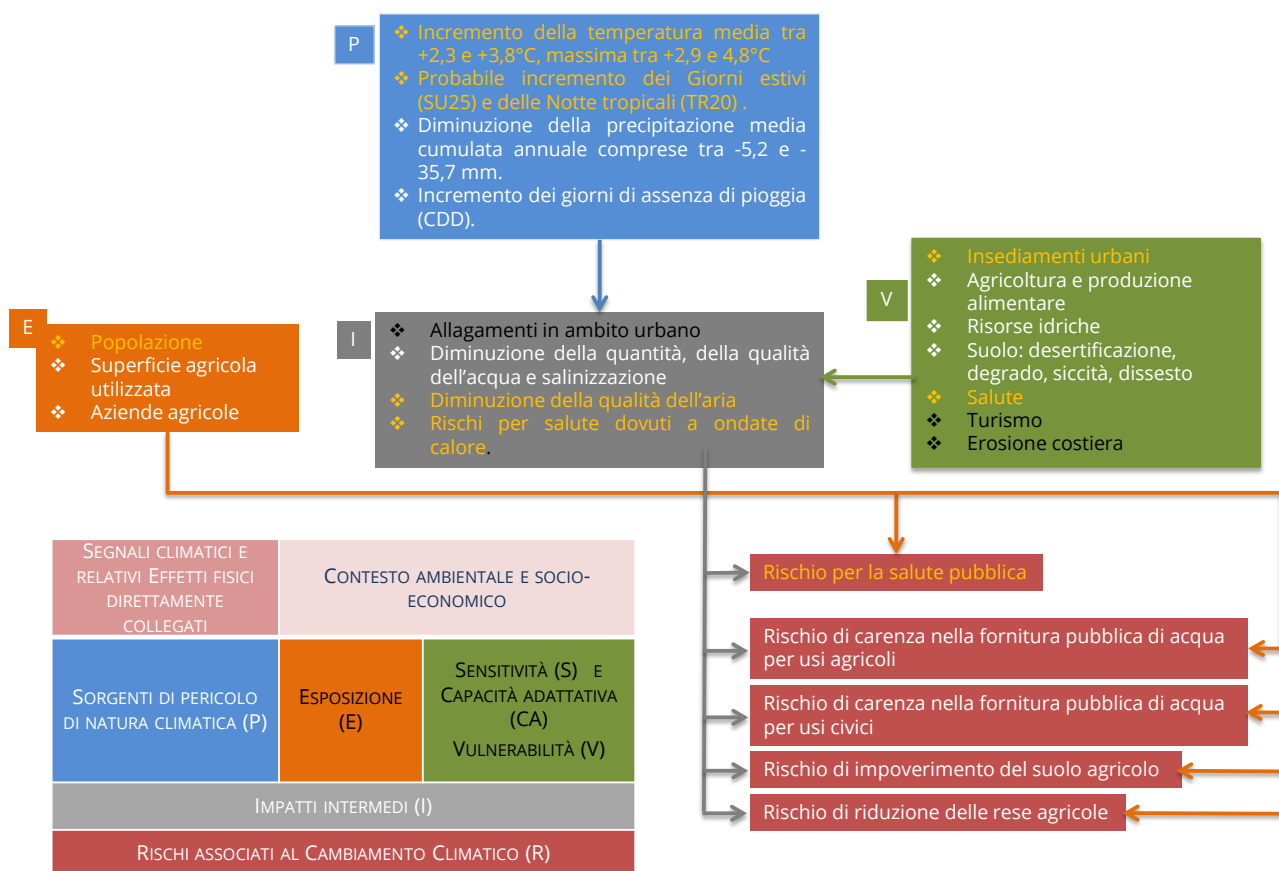 P
❖ Incremento della temperatura media tra
+2,3 e +3,8°C, massima tra +2,9 e 4,8°C
❖ Probabile incremento dei Giorni estivi
(SU25) e delle Notte tropicali (TR20) .
❖ Diminuzione della precipitazione media
cumulata annuale comprese tra -5,2 e -
35,7 mm.
❖ Incremento dei giorni di assenza di pioggia
(CDD).
E
❖ Popolazione
❖ Superficie agricola
utilizzata
❖ Aziende agricole
I
❖ Allagamenti in ambito urbano
❖ Diminuzione della quantità, della qualità
dell'acqua e salinizzazione
❖ Diminuzione della qualità dell'aria
❖ Rischi per salute dovuti a ondate di
calore.
V
❖ Insediamenti urbani
❖ Agricoltura e produzione
alimentare
❖ Risorse idriche
❖ Suolo: desertificazione,
degrado, siccità, dissesto
❖ Salute
❖ Turismo
❖ Erosione costiera
SEGNALI CLIMATICI E
RELATIVI EFFETTI FISICI
DIRETTAMENTE
COLLEGATI
CONTESTO AMBIENTALE E SOCIO-
ECONOMICO
SORGENTI DI PERICOLO
DI NATURA CLIMATICA (P)
ESPOSIZIONE
(E)
SENSITIVITÀ (S) E
CAPACITÀ ADATTATIVA
(CA)
VULNERABILITÀ (V)
IMPATTI INTERMEDI (I)
RISCHI ASSOCIATI AL CAMBIAMENTO CLIMATICO (R)
Rischio per la salute pubblica
Rischio di carenza nella fornitura pubblica di acqua
per usi agricoli
Rischio di carenza nella fornitura pubblica di acqua
per usi civici
Rischio di impoverimento del suolo agricolo
Rischio di riduzione delle rese agricole